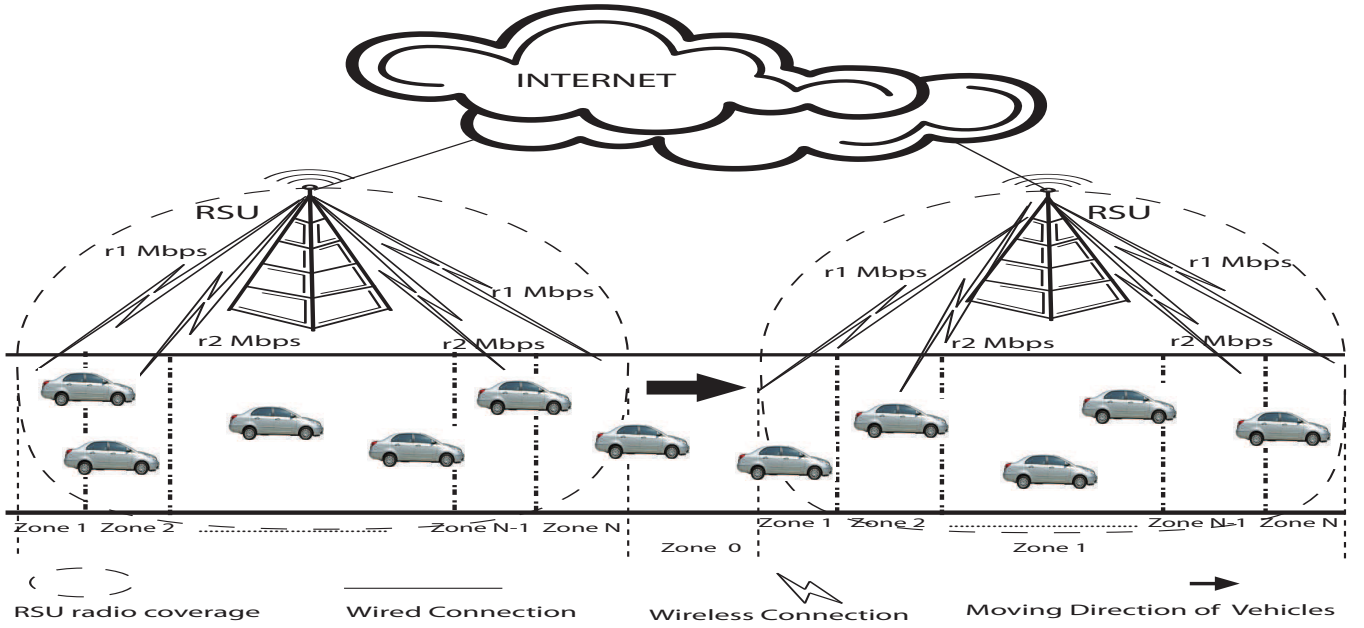 INTERNET
RSU
RSU
r1 Mbps
r1 Mbps
r1 Mbps
r1 Mbps
r2 Mbps
r2 Mbps
r2 Mbps
r2 Mbps
Zone 1
Zone 2
Zone N-1
Zone N
Zone 1
Zone 2
Zone N-1
Zone N
Zone 0
Zone 1
RSU radio coverage
Wired Connection
Wireless Connection
Moving Direction of Vehicles